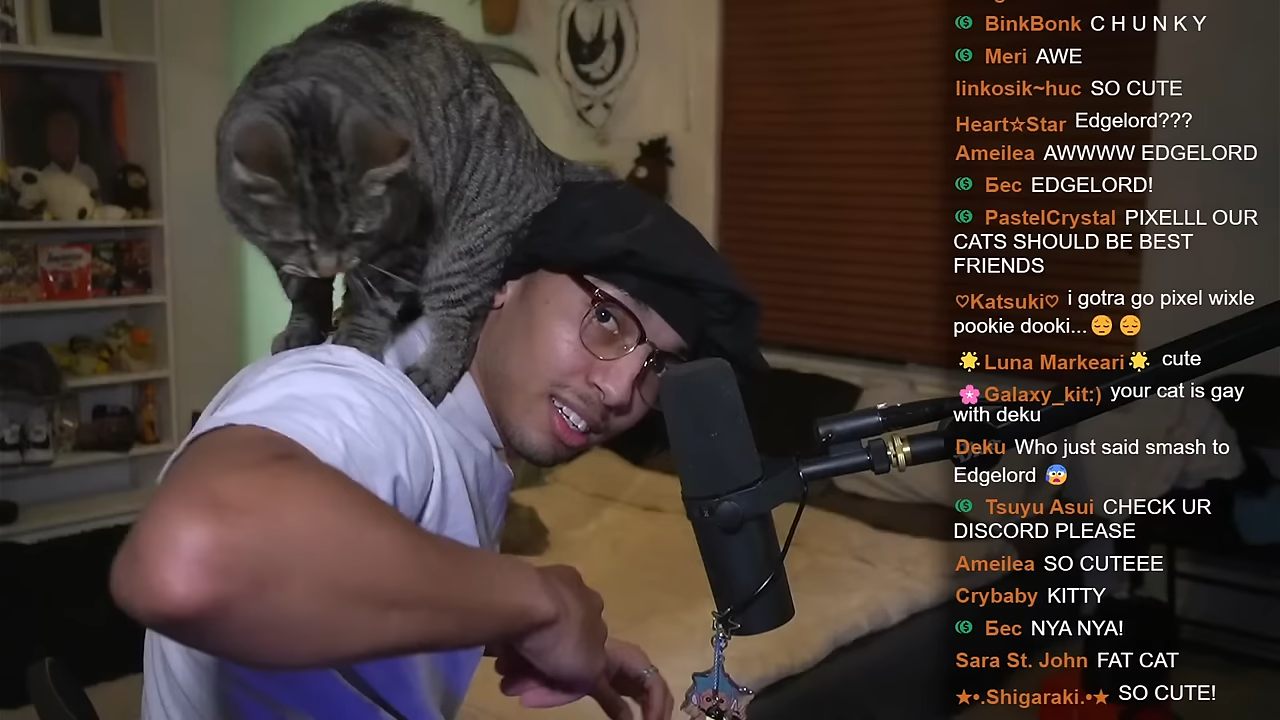 BinkBonk C H U N K Y
Meri AWE
linkosik~huc SO CUTE
Heart☆Star Edgelord???
Ameilea AWWWW EDGELORD
Бес EDGELORD!
PastelCrystal PIXELLL OUR
CATS SHOULD BE BEST
FRIENDS
♡Katsuki♡ i gotra go pixel wixle
pookie dooki...😔 😔
🌟Luna Markeari🌟 cute
🌸Galaxy_kit:) your cat is gay
with deku
Deku Who just said smash to
Edgelord 😰
Tsuyu Asui CHECK UR
DISCORD PLEASE
Ameilea SO CUTEEE
Crybaby KITTY
Бес NYA NYA!
Sara St. John FAT CAT
★•.Shigaraki.•★ SO CUTE!